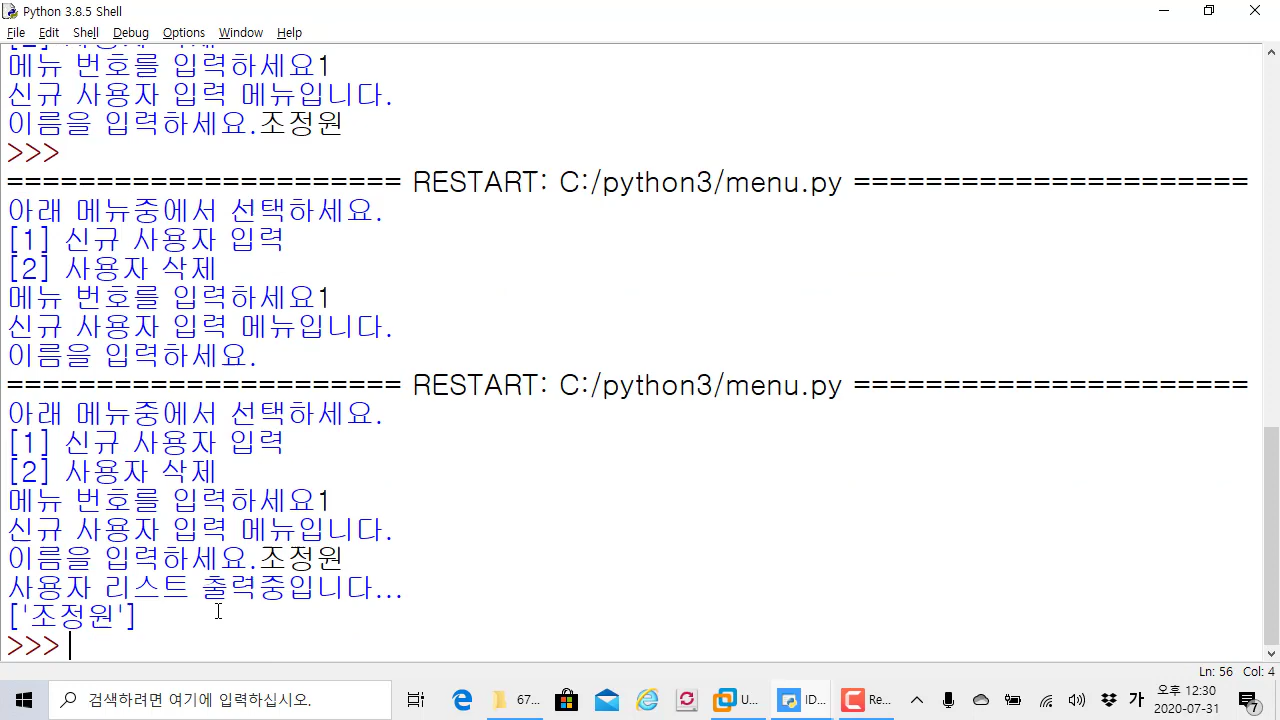 Python 3.8.5 Shell
File Edit Shell Debug Options Window Help
[2] 사용자 삭제
메뉴 번호를 입력하세요1
신규 사용자 입력 메뉴입니다.
이름을 입력하세요.조정원
>>>
====================== RESTART: C:/python3/menu.py ======================
아래 메뉴중에서 선택하세요.
[1] 신규 사용자 입력
[2] 사용자 삭제
메뉴 번호를 입력하세요1
신규 사용자 입력 메뉴입니다.
이름을 입력하세요.
====================== RESTART: C:/python3/menu.py ======================
아래 메뉴중에서 선택하세요.
[1] 신규 사용자 입력
[2] 사용자 삭제
메뉴 번호를 입력하세요1
신규 사용자 입력 메뉴입니다.
이름을 입력하세요.조정원
사용자 리스트 출력중입니다...
['조정원']
>>>
Ln: 56 Col: 4
검색하려면 여기에 입력하십시오.
67...
U...
ID...
Re...
가
오후 12:30
2020-07-31
7